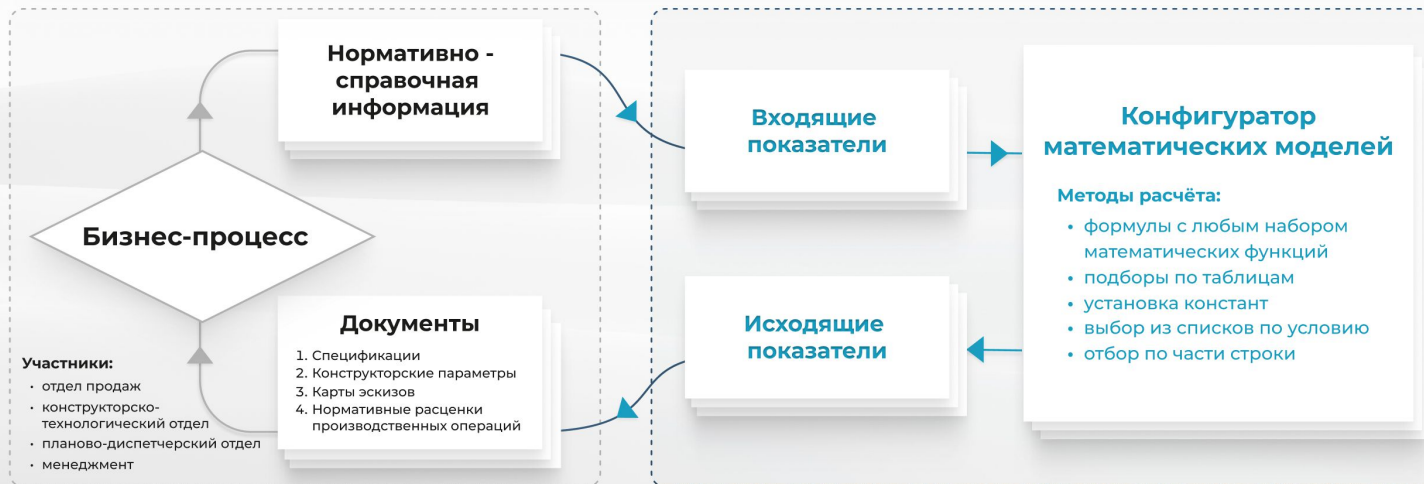 Нормативно -
справочная
информация
Бизнес-процесс
Документы
1. Спецификации
2. Конструкторские параметры
3. Карты эскизов
4. Нормативные расценки
производственных операций
Участники:
• отдел продаж
• конструкторско-
технологический отдел
• планово-диспетчерский отдел
• менеджмент
Входящие
показатели
Исходящие
показатели
Конфигуратор
математических моделей
Методы расчёта:
• формулы с любым набором
математических функций
• подборы по таблицам
• установка констант
• выбор из списков по условию
• отбор по части строки